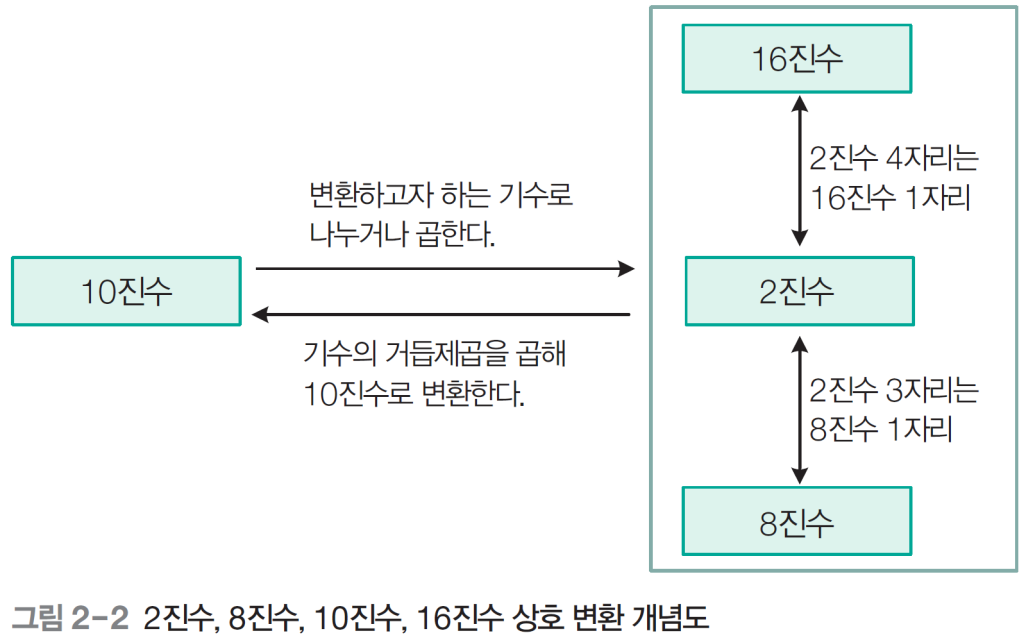 16진수
2진수 4자리는
16진수 1자리
변환하고자 하는 기수로
나누거나 곱한다.
10진수
2진수
기수의 거듭제곱을 곱해
10진수로 변환한다.
2진수 3자리는
8진수 1자리
8진수
그림 2-2 2진수, 8진수, 10진수, 16진수 상호 변환 개념도